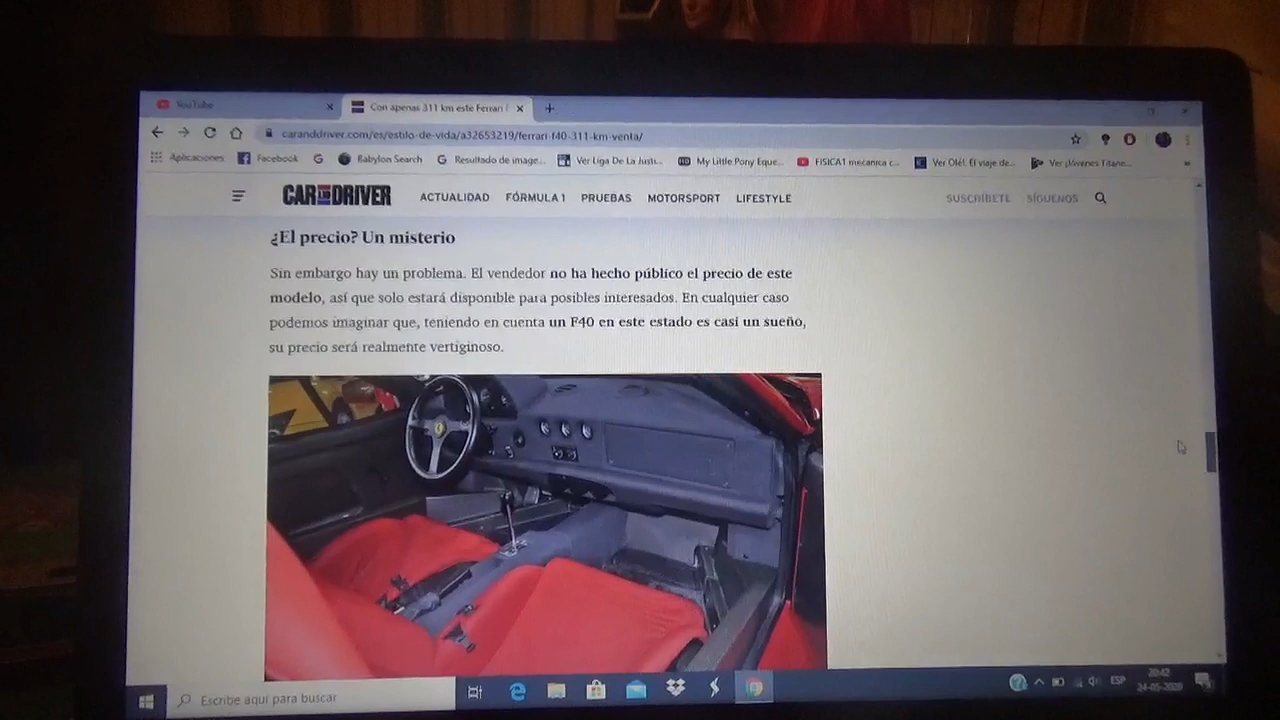 YouTube
Con apenas 311 km este Ferrari F
caranddriver.com/es/estilo-de-vida/a32653219/ferrari-f40-311-km-venta/
Aplicaciones
Facebook
Babylon Search
Resultado de image...
Ver Liga De La Justi...
My Little Pony Eque...
FISICA1 mecanica c...
Ver Olé!. El viaje de...
Ver ¡Jóvenes Titane...
CAR AND DRIVER
ACTUALIDAD
FÓRMULA 1
PRUEBAS
MOTORSPORT
LIFESTYLE
SUSCRÍBETE
SÍGUENOS
¿El precio? Un misterio
Sin embargo hay un problema. El vendedor no ha hecho público el precio de este
modelo, así que solo estará disponible para posibles interesados. En cualquier caso
podemos imaginar que, teniendo en cuenta un F40 en este estado es casi un sueño,
su precio será realmente vertiginoso.
Escribe aquí para buscar
ESP
20:42
24-05-2020